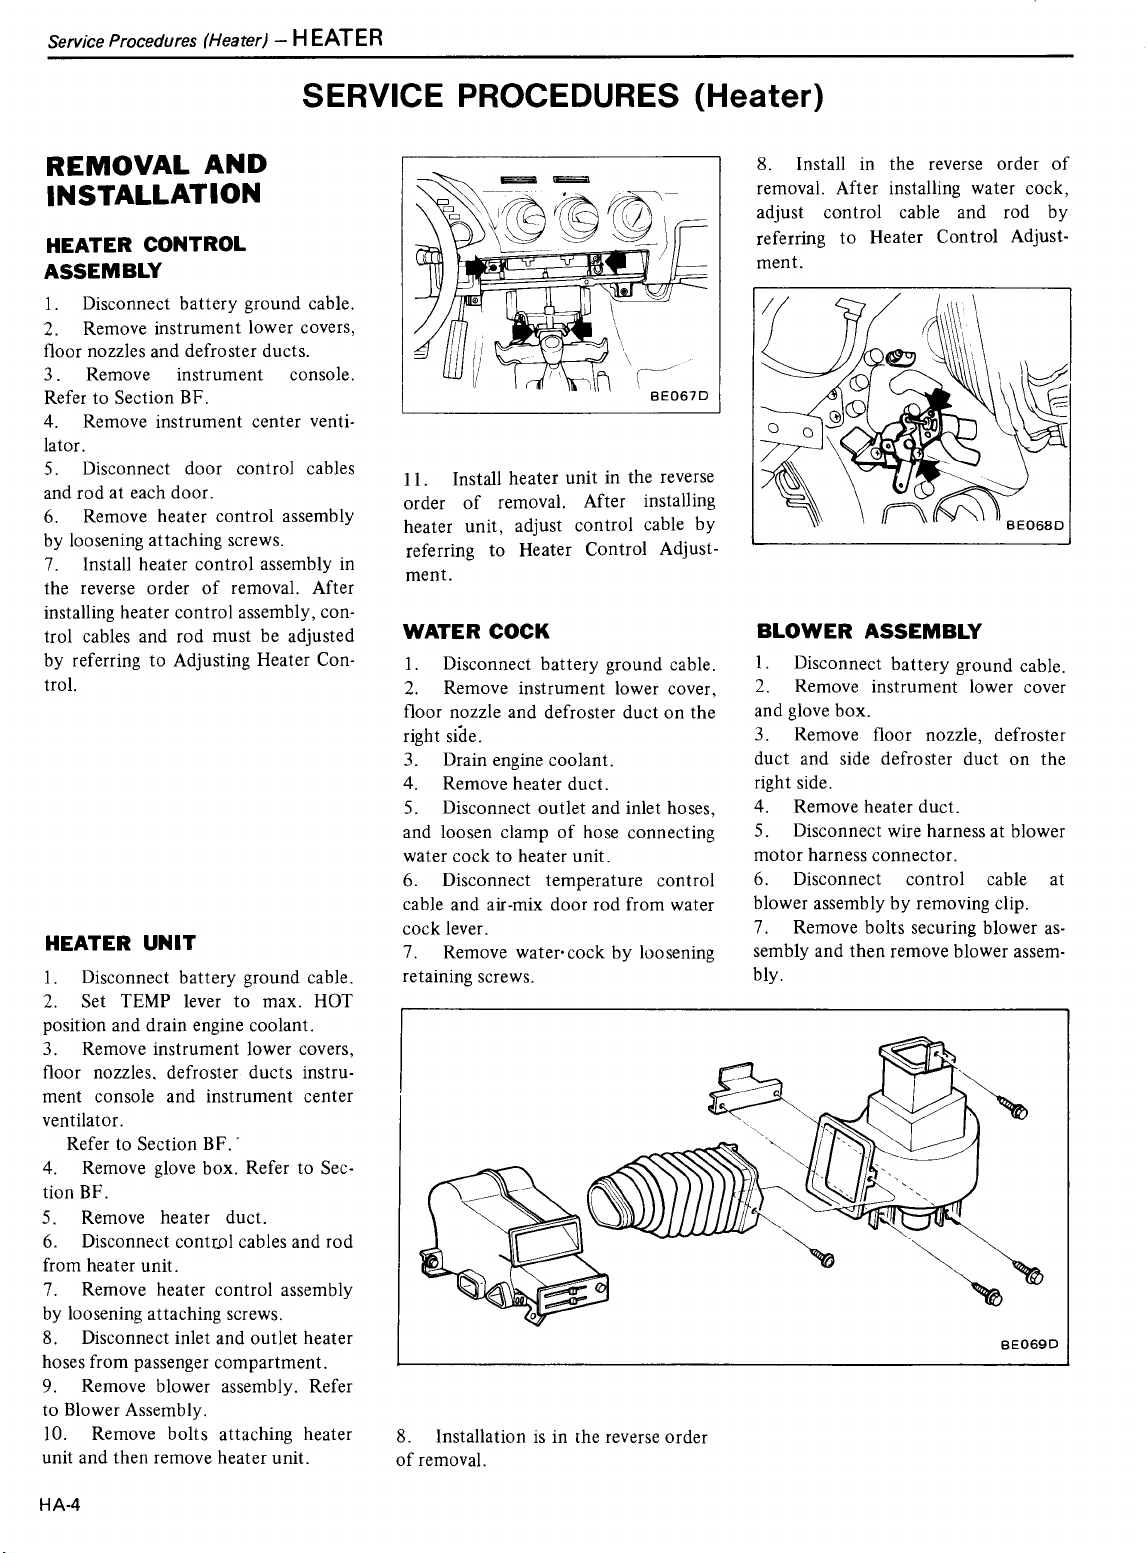 Service Procedures (Heater) – HEATER
SERVICE PROCEDURES (Heater)
REMOVAL AND
INSTALLATION
HEATER CONTROL
ASSEMBLY
1. Disconnect battery ground cable.
2. Remove instrument lower covers,
floor nozzles and defroster ducts.
3. Remove instrument console.
Refer to Section BF.
4. Remove instrument center venti-
lator.
5. Disconnect door control cables
and rod at each door.
6. Remove heater control assembly
by loosening attaching screws.
7. Install heater control assembly in
the reverse order of removal. After
installing heater control assembly, con-
trol cables and rod must be adjusted
by referring to Adjusting Heater Con-
trol.
HEATER UNIT
1. Disconnect battery ground cable.
2. Set TEMP lever to max. HOT
position and drain engine coolant.
3. Remove instrument lower covers,
floor nozzles, defroster ducts instru-
ment console and instrument center
ventilator.
Refer to Section BF.
4. Remove glove box. Refer to Sec-
tion BF.
5. Remove heater duct.
6. Disconnect control cables and rod
from heater unit.
7. Remove heater control assembly
by loosening attaching screws.
8. Disconnect inlet and outlet heater
hoses from passenger compartment.
9. Remove blower assembly. Refer
to Blower Assembly.
10. Remove bolts attaching heater
unit and then remove heater unit.
BE067D
11. Install heater unit in the reverse
order of removal. After installing
heater unit, adjust control cable by
referring to Heater Control Adjust-
ment.
WATER COCK
1. Disconnect battery ground cable.
2. Remove instrument lower cover,
floor nozzle and defroster duct on the
right side.
3. Drain engine coolant.
4. Remove heater duct.
5. Disconnect outlet and inlet hoses,
and loosen clamp of hose connecting
water cock to heater unit.
6. Disconnect temperature control
cable and air-mix door rod from water
cock lever.
7. Remove water cock by loosening
retaining screws.
8. Install in the reverse order of
removal. After installing water cock,
adjust control cable and rod by
referring to Heater Control Adjust-
ment.
BE068D
BLOWER ASSEMBLY
1. Disconnect battery ground cable.
2. Remove instrument lower cover
and glove box.
3. Remove floor nozzle, defroster
duct and side defroster duct on the
right side.
4. Remove heater duct.
5. Disconnect wire harness at blower
motor harness connector.
6. Disconnect control cable at
blower assembly by removing clip.
7. Remove bolts securing blower as-
sembly and then remove blower assem-
bly.
BE069D
8. Installation is in the reverse order
of removal.
HA-4